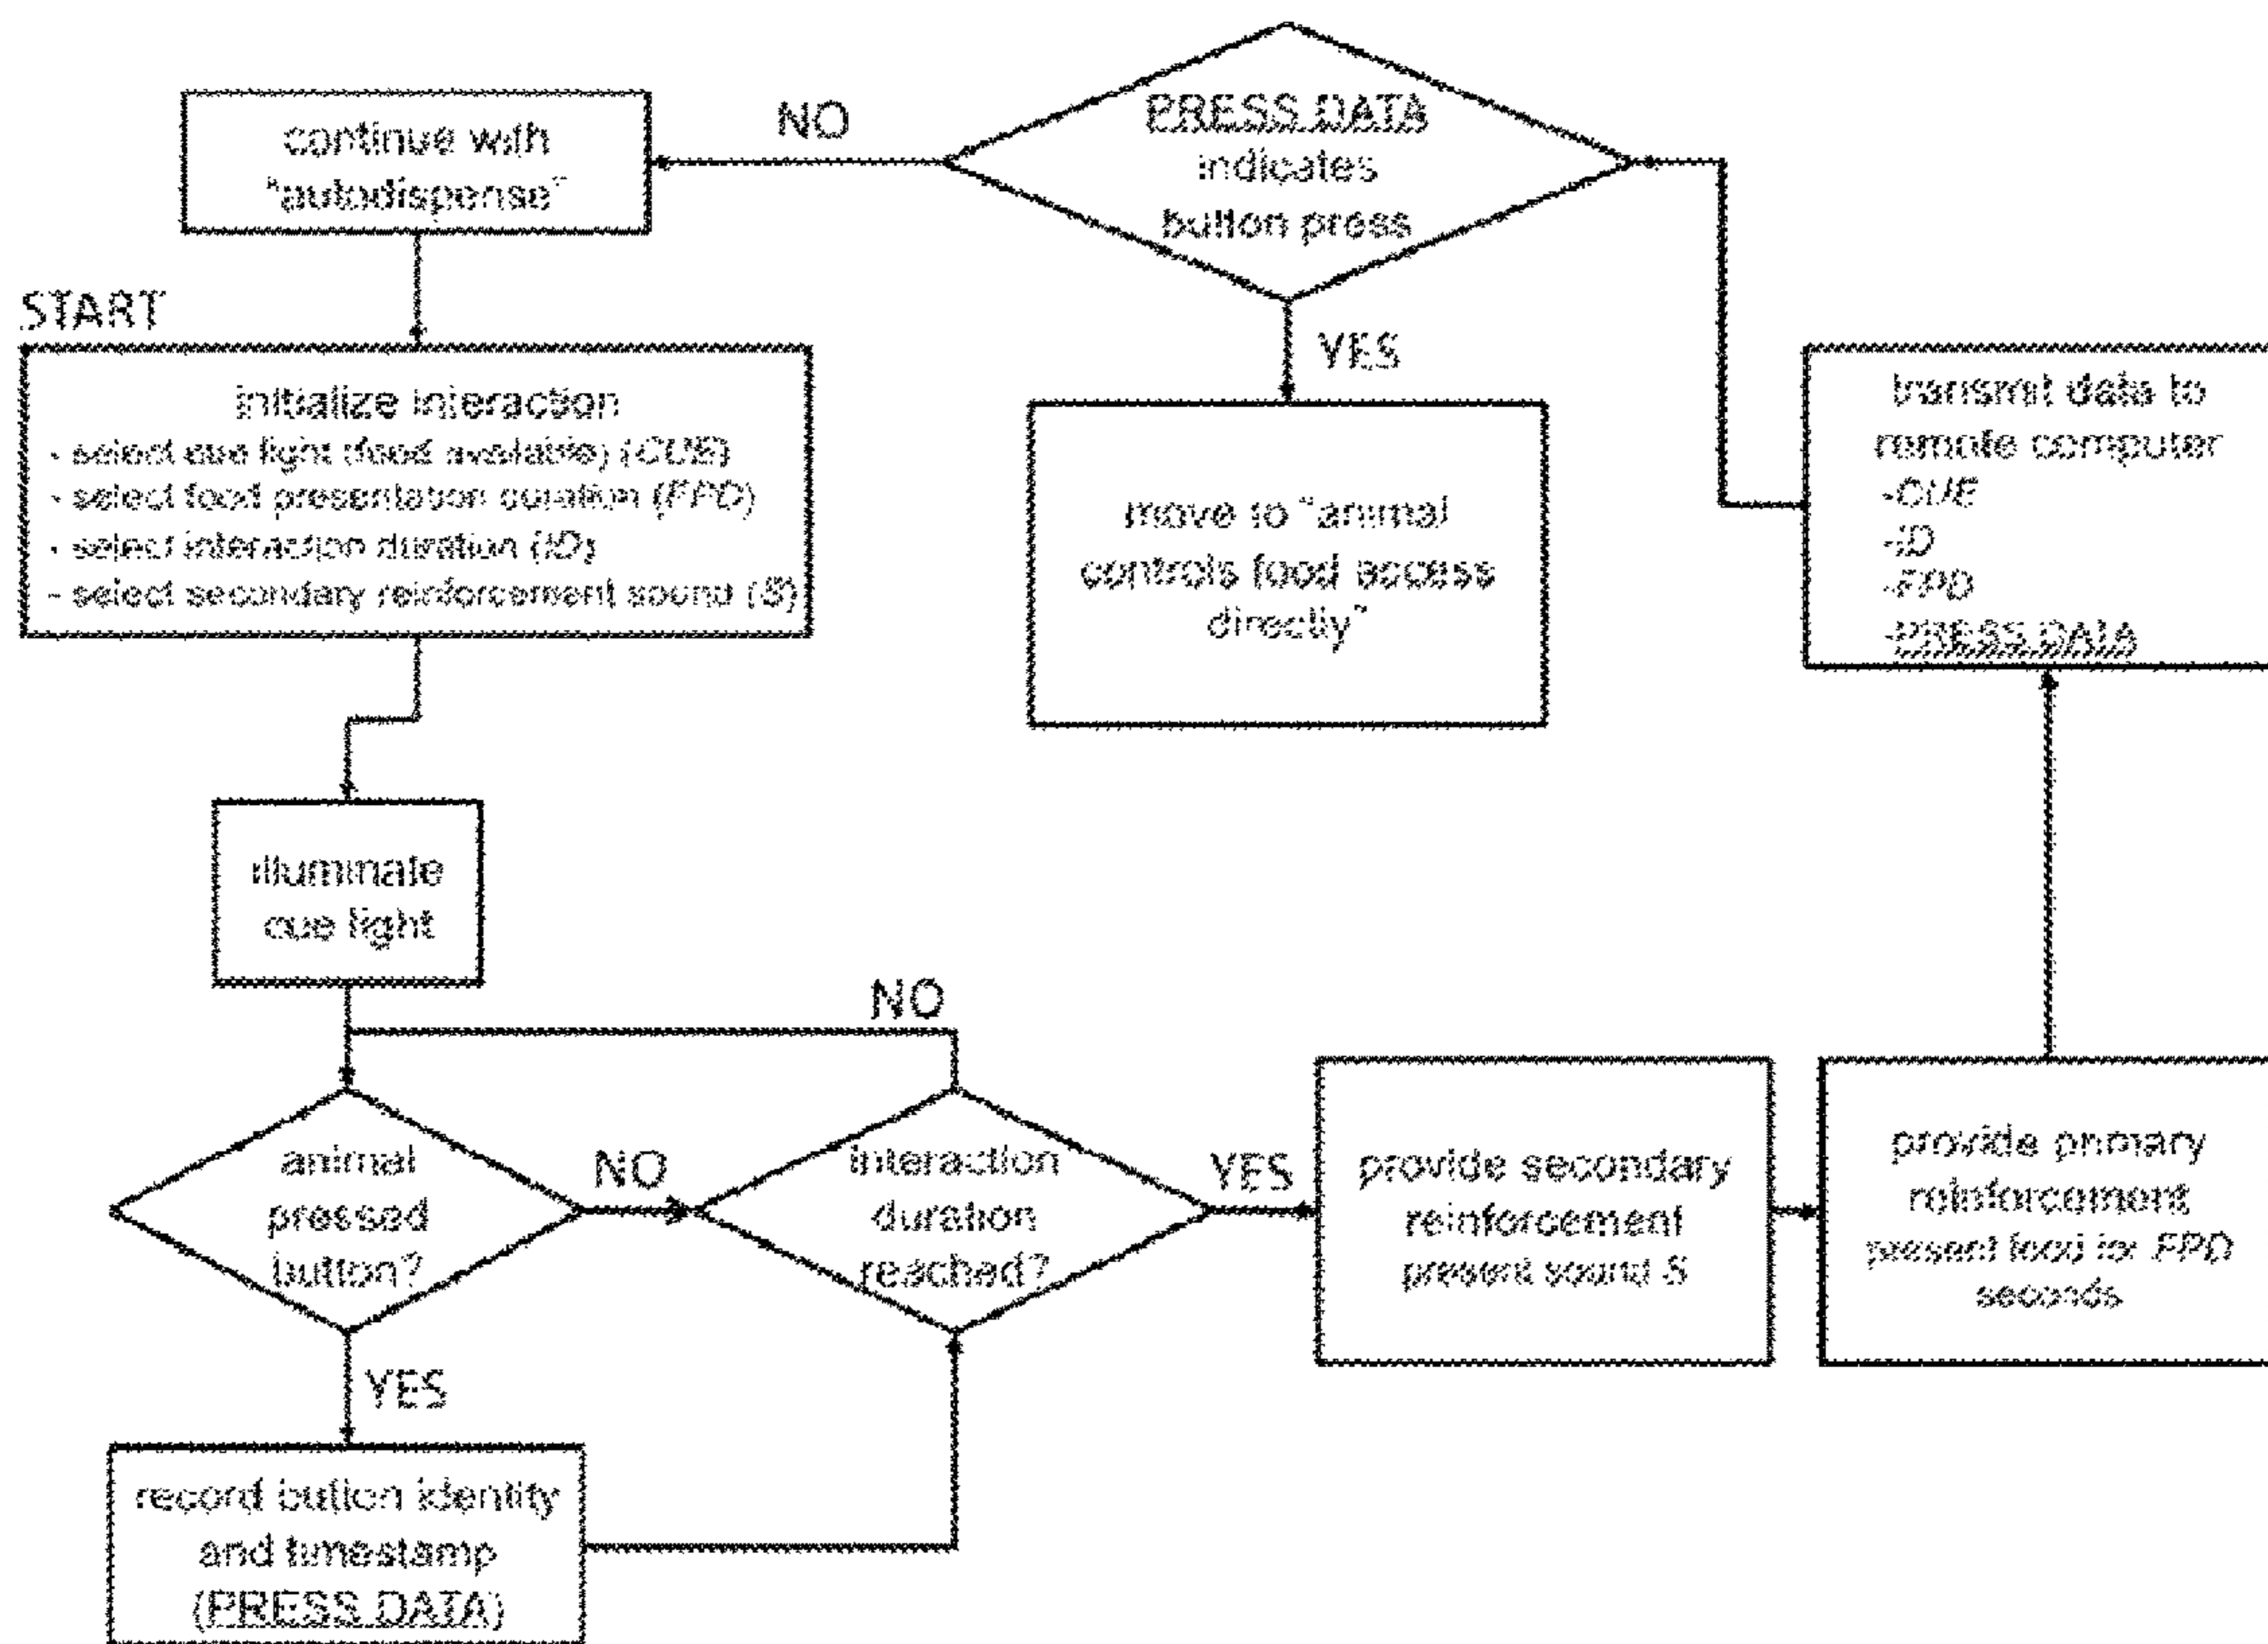 continue with
"autodispense"
NO
PRESS DATA
indicates
button press
START
YES
initialize interaction
- select cue light (food available) (CUE)
- select food presentation duration (FPD)
- select interaction duration (ID)
- select secondary reinforcement sound (S)
move to "animal
controls food access
directly"
transmit data to
remote computer
-CUE
-ID
-FPD
-PRESS DATA
illuminate
cue light
NO
animal
pressed
button?
NO
interaction
duration
reached?
YES
provide secondary
reinforcement
present sound S
provide primary
reinforcement
present food for FPD
seconds
YES
record button identity
and timestamp
(PRESS DATA)